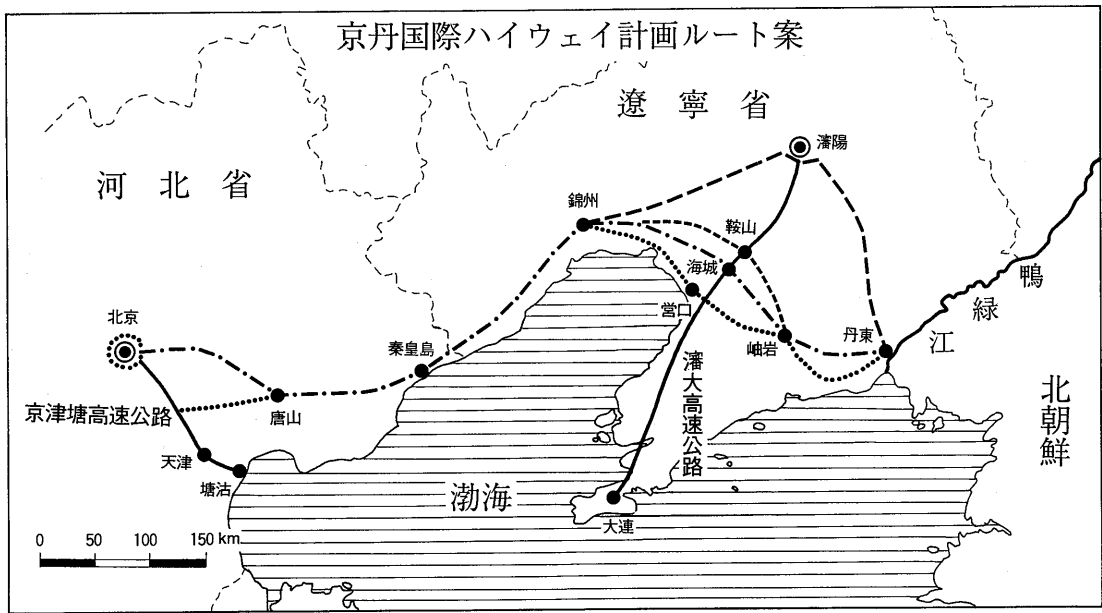 京丹国際ハイウェイ計画ルート案
遼寧省
河北省
瀋陽
錦州
鞍山
海城
営口
岫岩
丹東
鴨
緑
江
北朝鮮
北京
秦皇島
京津塘高速公路
唐山
天津
塘沽
瀋大高速公路
渤海
大連
0 50 100 150 km